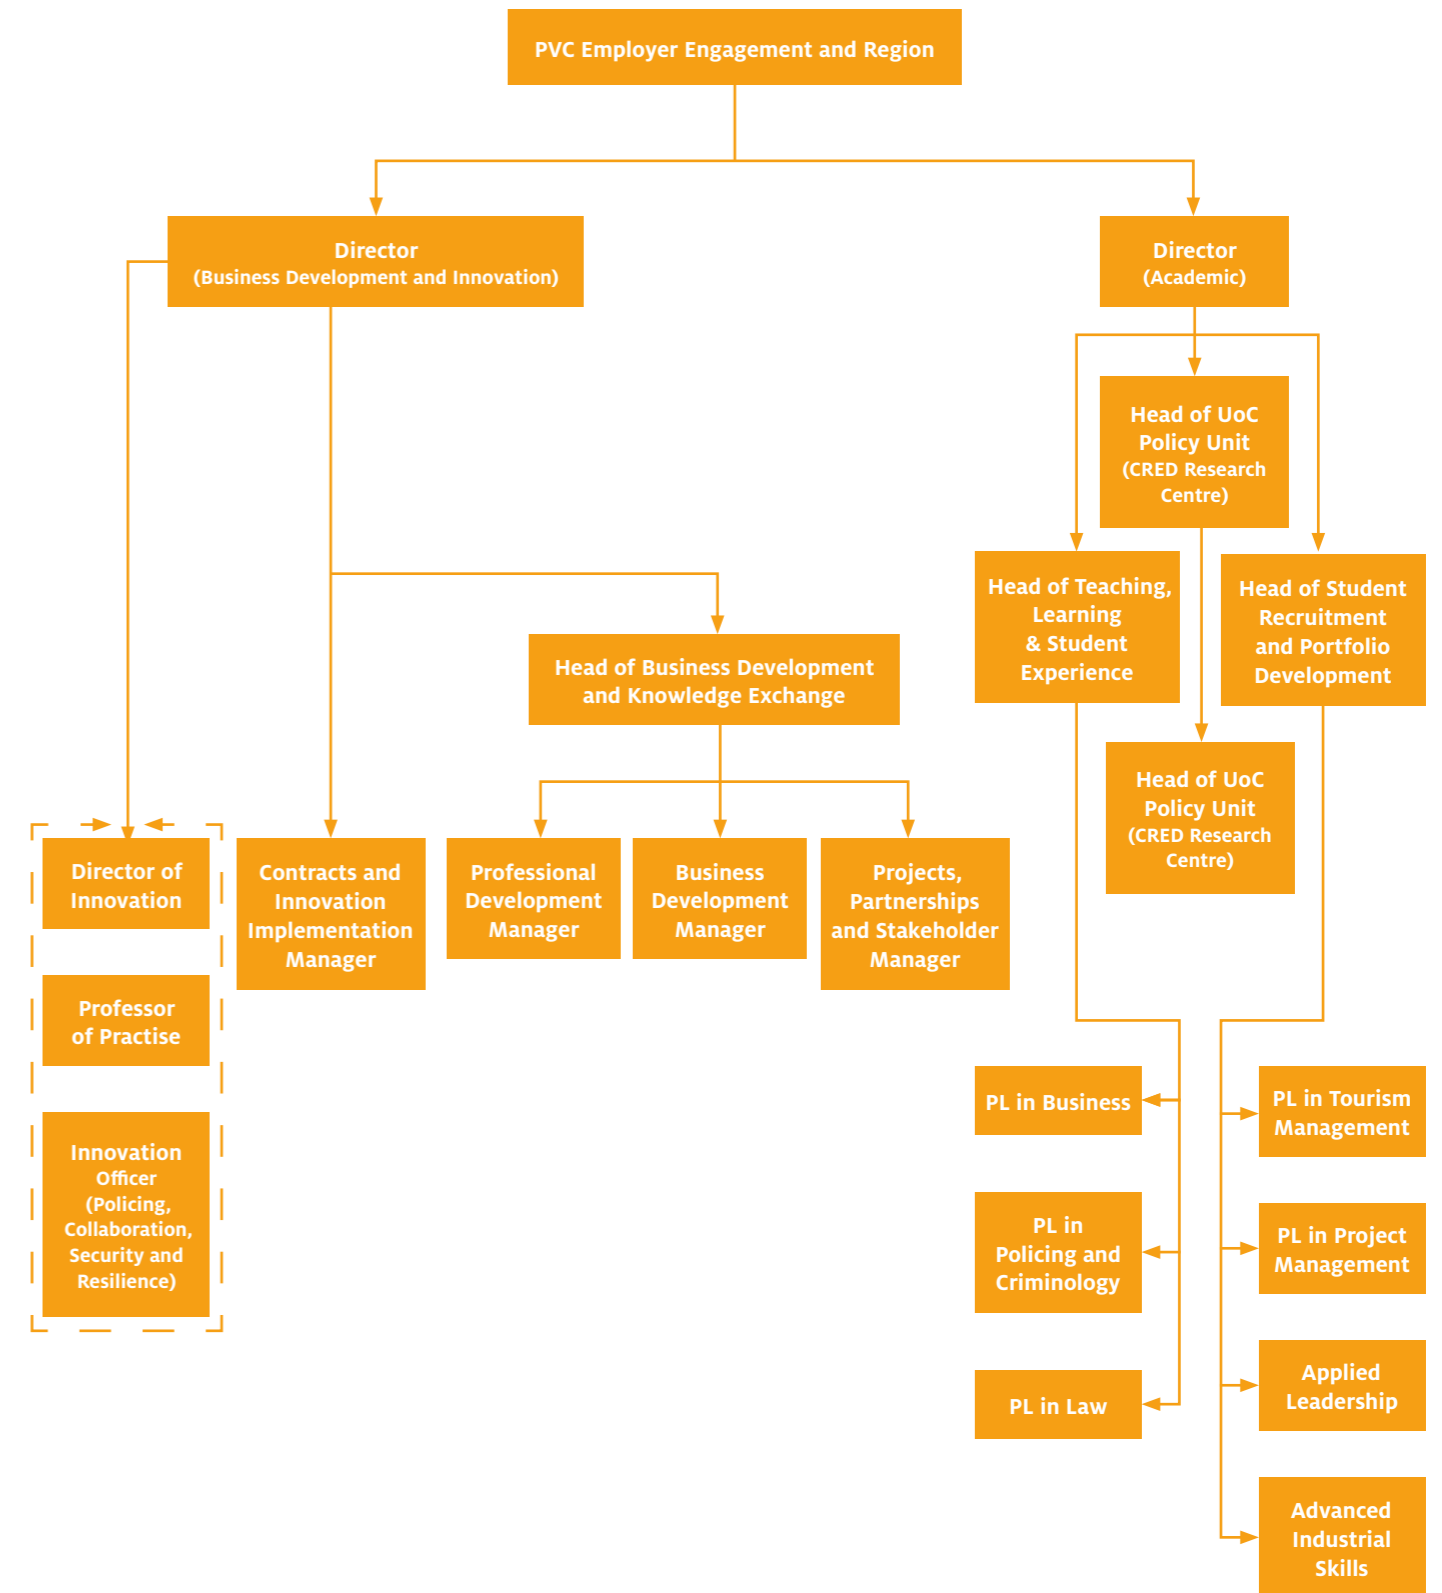 PVC Employer Engagement and Region
Director
(Business Development and Innovation)
Director
(Academic)
Head of UoC
Policy Unit
(CRED Research
Centre)
Head of Teaching,
Learning
& Student
Experience
Head of Student
Recruitment
and Portfolio
Development
Head of Business Development
and Knowledge Exchange
Head of UoC
Policy Unit
(CRED Research
Centre)
Director of
Innovation
Contracts and
Innovation
Implementation
Manager
Professional
Development
Manager
Business
Development
Manager
Projects,
Partnerships
and Stakeholder
Manager
Professor
of Practise
Innovation
Officer
(Policing,
Collaboration,
Security and
Resilience)
PL in Business
PL in
Policing and
Criminology
PL in Law
PL in Tourism
Management
PL in Project
Management
Applied
Leadership
Advanced
Industrial
Skills